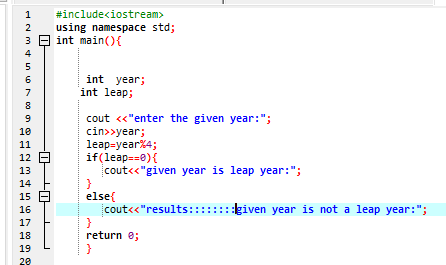 1 #include<iostream>
2 using namespace std;
3 int main(){
4
5
6 int  year;
7 int leap;
8
9 cout <<"enter the given year:";
10 cin>>year;
11 leap=year%4;
12 if(leap==0){
13 cout<<"given year is leap year:";
14 }
15 else{
16 cout<<"results::::::::given year is not a leap year:";
17 }
18 return 0;
19 }
20